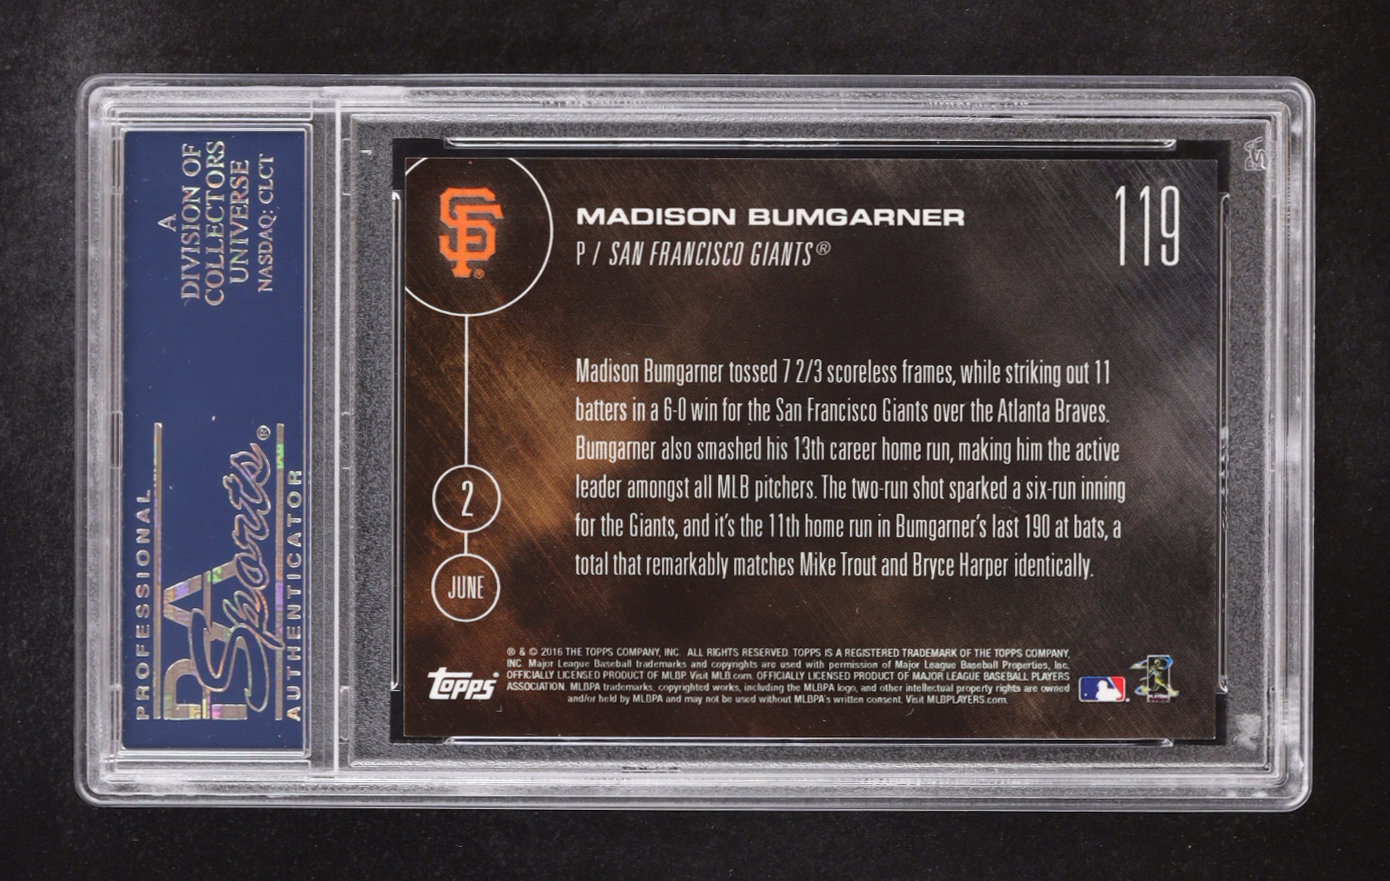 A
DIVISION OF
COLLECTORS
UNIVERSE
NASDAQ: CLCT
PROFESSIONAL
PSA
Sports®
AUTHENTICATOR
MADISON BUMGARNER
P / SAN FRANCISCO GIANTS®
119
SF®
Madison Bumgarner tossed 7 2/3 scoreless frames, while striking out 11
batters in a 6-0 win for the San Francisco Giants over the Atlanta Braves.
Bumgarner also smashed his 13th career home run, making him the active
leader amongst all MLB pitchers. The two-run shot sparked a six-run inning
for the Giants, and it's the 11th home run in Bumgarner's last 190 at bats, a
total that remarkably matches Mike Trout and Bryce Harper identically.
2
JUNE
® & © 2016 THE TOPPS COMPANY, INC. ALL RIGHTS RESERVED. TOPPS IS A REGISTERED TRADEMARK OF THE TOPPS COMPANY,
INC. Major League Baseball trademarks and copyrights are used with permission of Major League Baseball Properties, Inc.
OFFICIALLY LICENSED PRODUCT OF MLBP. Visit MLB.com. OFFICIALLY LICENSED PRODUCT OF MAJOR LEAGUE BASEBALL PLAYERS
ASSOCIATION. MLBPA trademarks, copyrighted works, including the MLBPA logo, and other intellectual property rights are owned
and/or held by MLBPA and may not be used without MLBPA's written consent. Visit MLBPLAYERS.com.
Topps®
PSA